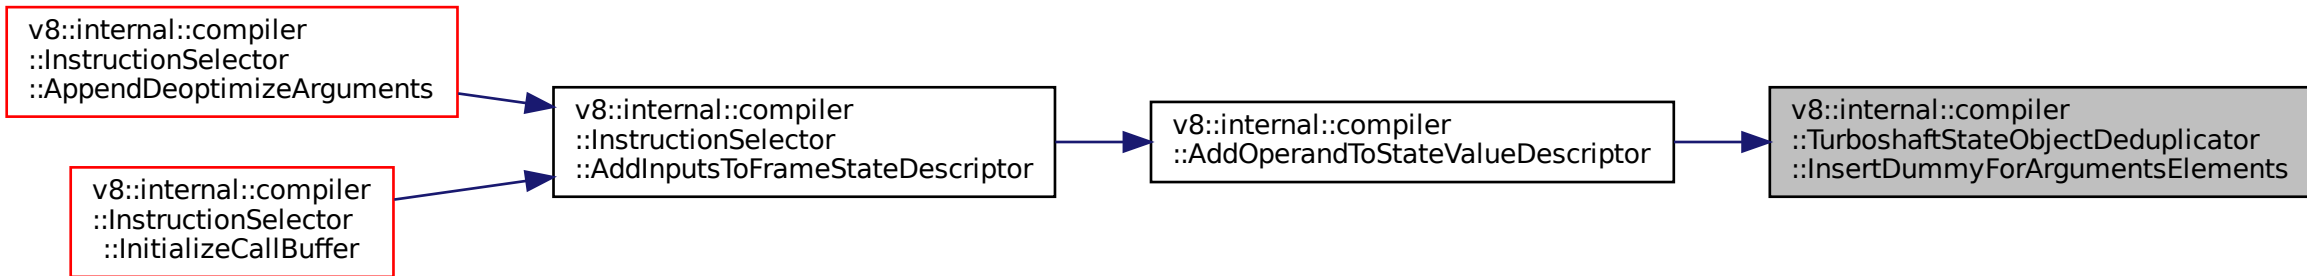 v8::internal::compiler
::InstructionSelector
::AppendDeoptimizeArguments
v8::internal::compiler
::InstructionSelector
::InitializeCallBuffer
v8::internal::compiler
::InstructionSelector
::AddInputsToFrameStateDescriptor
v8::internal::compiler
::AddOperandToStateValueDescriptor
v8::internal::compiler
::TurboshaftStateObjectDeduplicator
::InsertDummyForArgumentsElements